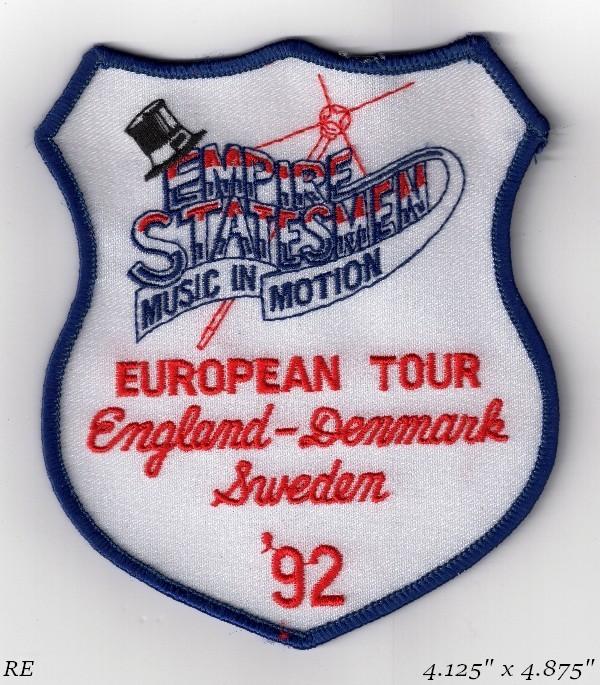 EMPIRE
STATESMEN
MUSIC IN MOTION
EUROPEAN TOUR
England-Denmark
Sweden
'92
RE 4.125" x 4.875"